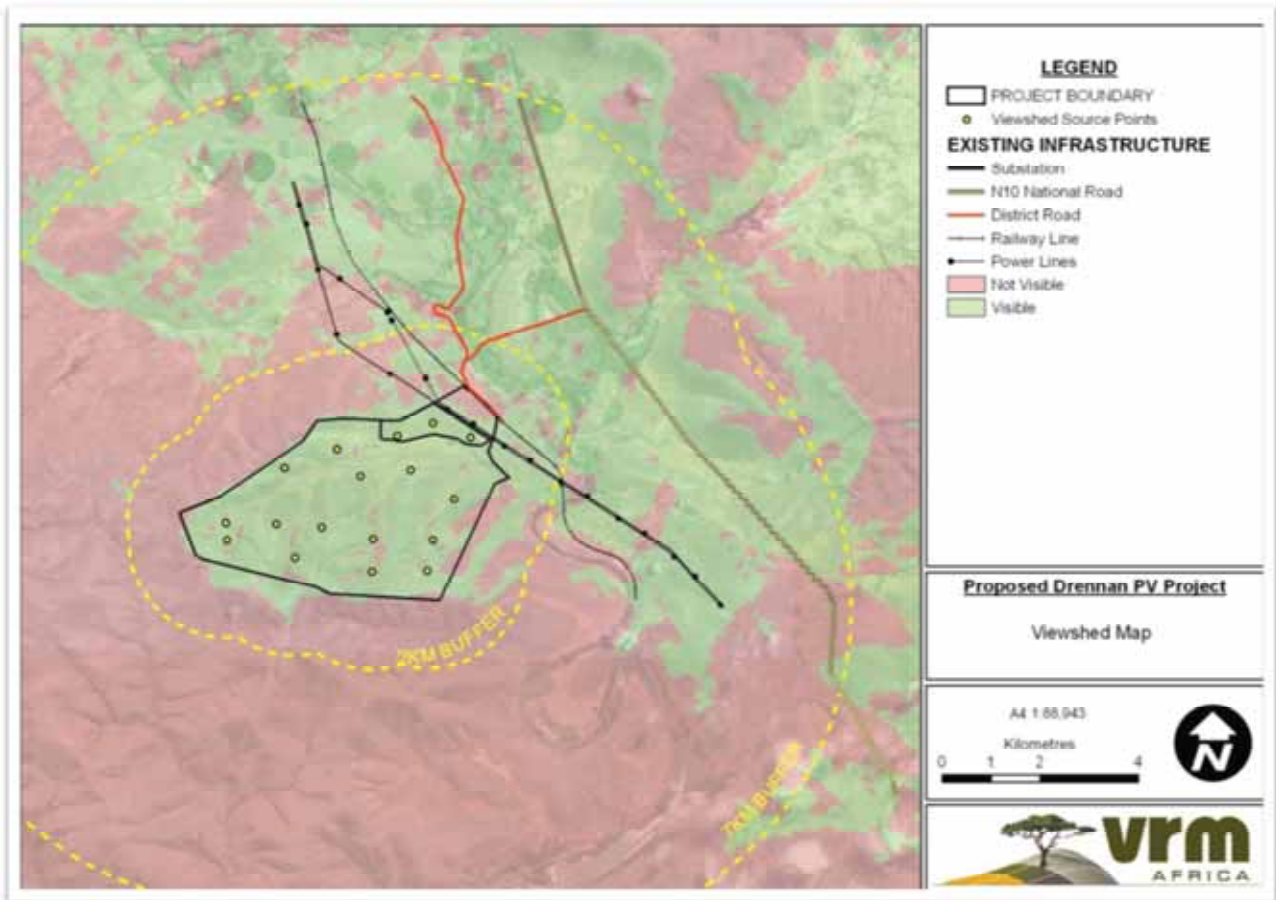 LEGEND
PROJECT BOUNDARY
Viewshed Source Points
EXISTING INFRASTRUCTURE
Substation
N10 National Road
District Road
Railway Line
Power Lines
Not Visible
Visible
2KM BUFFER
7KM BUFFER
Proposed Drennan PV Project
Viewshed Map
A4 1:88,943
Kilometres
0 1 2 4
N
vrm
AFRICA